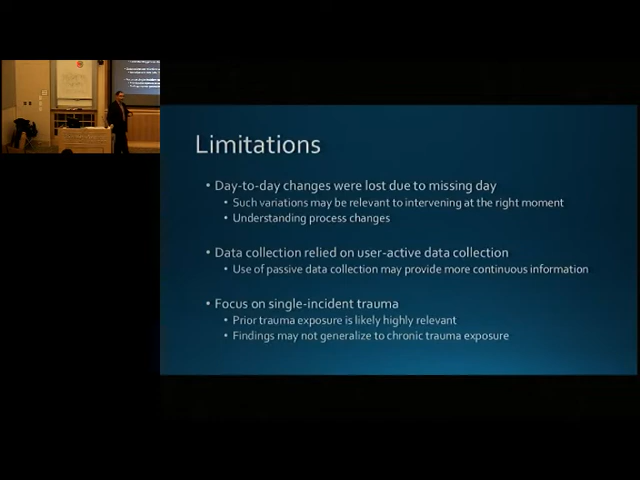 Limitations
• Day-to-day changes were lost due to missing day
• Such variations may be relevant to intervening at the right moment
• Understanding process changes
• Data collection relied on user-active data collection
• Use of passive data collection may provide more continuous information
• Focus on single-incident trauma
• Prior trauma exposure is likely highly relevant
• Findings may not generalize to chronic trauma exposure